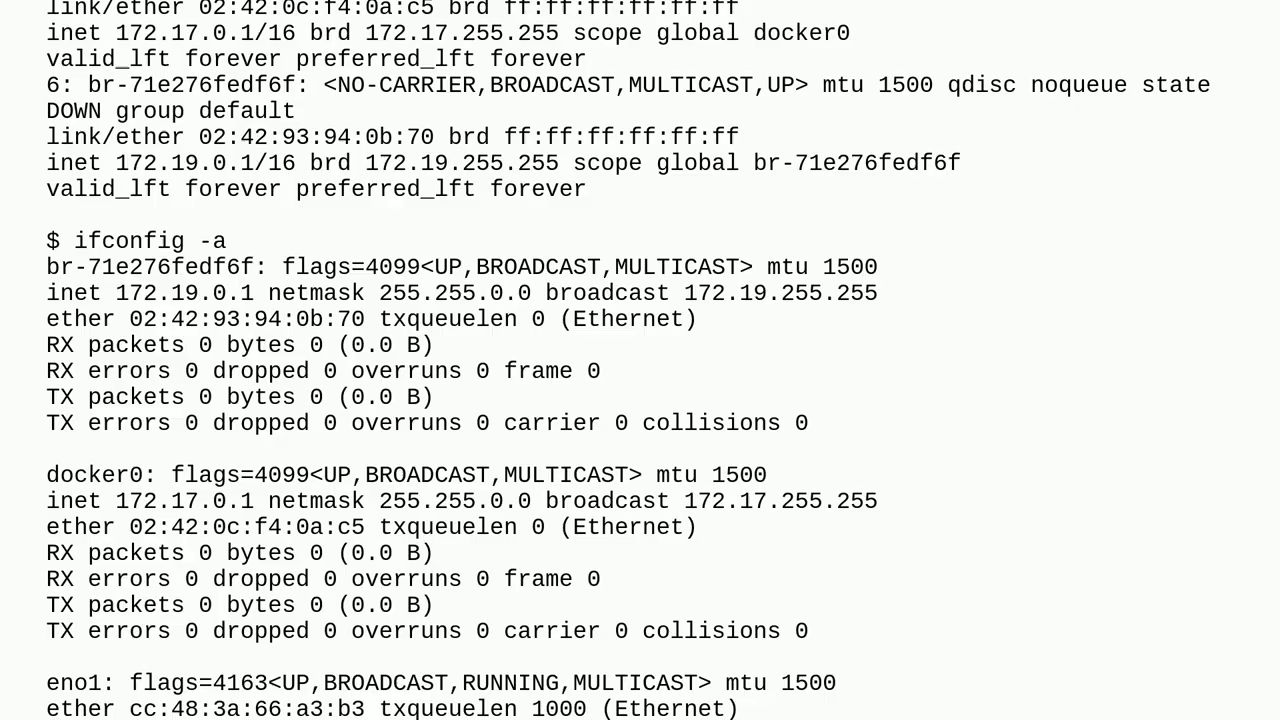 link/ether 02:42:0c:f4:0a:c5 brd ff:ff:ff:ff:ff:ff
inet 172.17.0.1/16 brd 172.17.255.255 scope global docker0
valid_lft forever preferred_lft forever
6: br-71e276fedf6f: <NO-CARRIER,BROADCAST,MULTICAST,UP> mtu 1500 qdisc noqueue state
DOWN group default
link/ether 02:42:93:94:0b:70 brd ff:ff:ff:ff:ff:ff
inet 172.19.0.1/16 brd 172.19.255.255 scope global br-71e276fedf6f
valid_lft forever preferred_lft forever

$ ifconfig -a
br-71e276fedf6f: flags=4099<UP,BROADCAST,MULTICAST> mtu 1500
inet 172.19.0.1 netmask 255.255.0.0 broadcast 172.19.255.255
ether 02:42:93:94:0b:70 txqueuelen 0 (Ethernet)
RX packets 0 bytes 0 (0.0 B)
RX errors 0 dropped 0 overruns 0 frame 0
TX packets 0 bytes 0 (0.0 B)
TX errors 0 dropped 0 overruns 0 carrier 0 collisions 0

docker0: flags=4099<UP,BROADCAST,MULTICAST> mtu 1500
inet 172.17.0.1 netmask 255.255.0.0 broadcast 172.17.255.255
ether 02:42:0c:f4:0a:c5 txqueuelen 0 (Ethernet)
RX packets 0 bytes 0 (0.0 B)
RX errors 0 dropped 0 overruns 0 frame 0
TX packets 0 bytes 0 (0.0 B)
TX errors 0 dropped 0 overruns 0 carrier 0 collisions 0

eno1: flags=4163<UP,BROADCAST,RUNNING,MULTICAST> mtu 1500
ether cc:48:3a:66:a3:b3 txqueuelen 1000 (Ethernet)